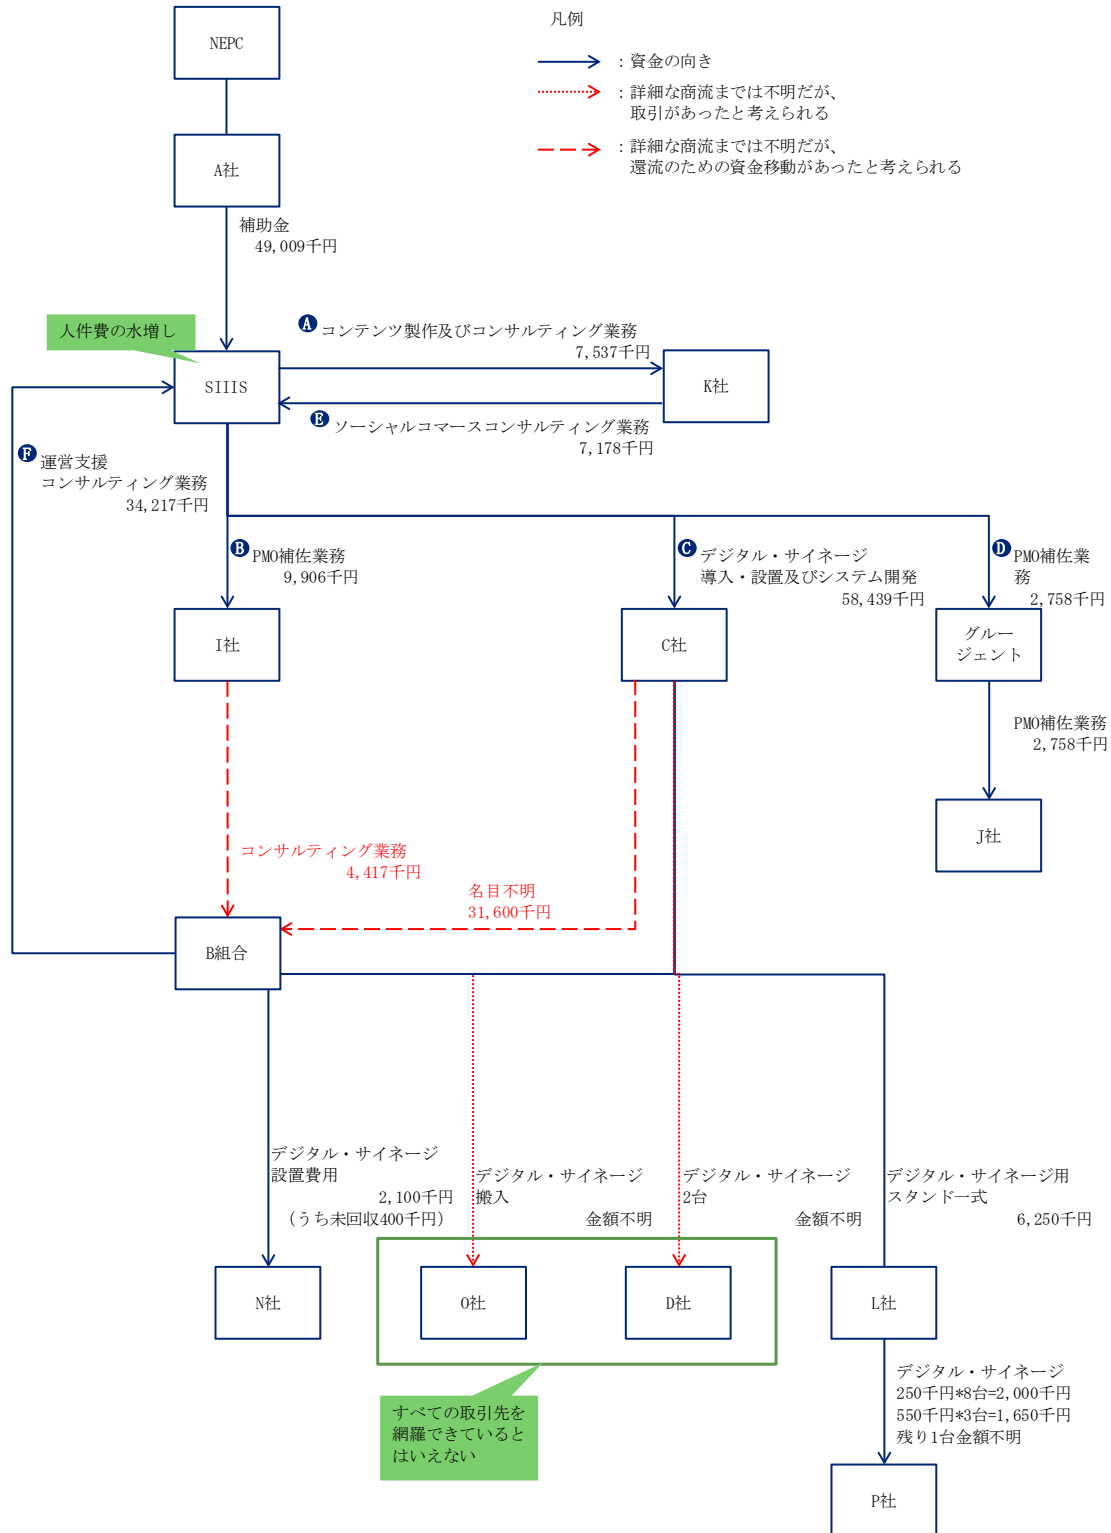 NEPC
凡例
：資金の向き
：詳細な商流までは不明だが、
取引があったと考えられる
：詳細な商流までは不明だが、
還流のための資金移動があったと考えられる
A社
補助金
49,009千円
人件費の水増し
SIIIS
A コンテンツ製作及びコンサルティング業務
7,537千円
K社
E ソーシャルコマースコンサルティング業務
7,178千円
F 運営支援
コンサルティング業務
34,217千円
B PMO補佐業務
9,906千円
C デジタル・サイネージ
導入・設置及びシステム開発
58,439千円
D PMO補佐業
務
2,758千円
I社
C社
グルー
ジェント
PMO補佐業務
2,758千円
J社
コンサルティング業務
4,417千円
名目不明
31,600千円
B組合
デジタル・サイネージ
設置費用
2,100千円
（うち未回収400千円）
デジタル・サイネージ
搬入
金額不明
デジタル・サイネージ
2台
金額不明
デジタル・サイネージ用
スタンド一式
6,250千円
N社
O社
D社
L社
すべての取引先を
網羅できていると
はいえない
デジタル・サイネージ
250千円*8台=2,000千円
550千円*3台=1,650千円
残り1台金額不明
P社